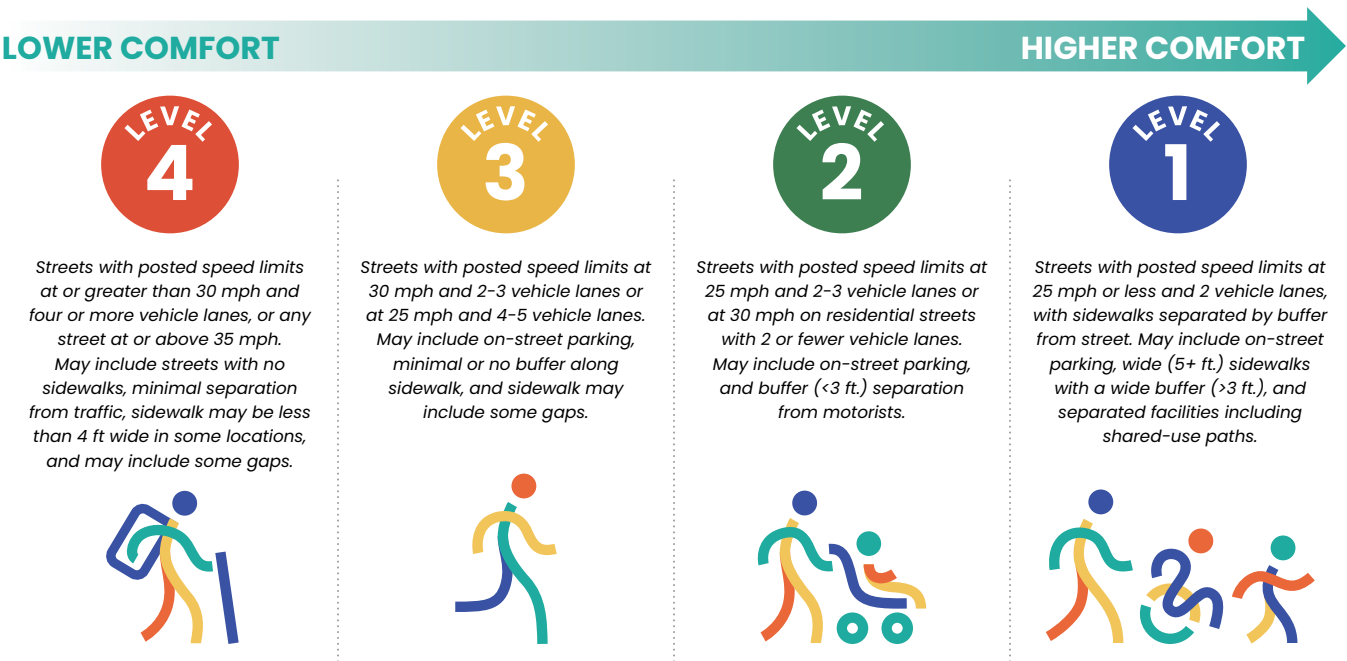 LOWER COMFORT
HIGHER COMFORT
LEVEL
4
Streets with posted speed limits
at or greater than 30 mph and
four or more vehicle lanes, or any
street at or above 35 mph.
May include streets with no
sidewalks, minimal separation
from traffic, sidewalk may be less
than 4 ft wide in some locations,
and may include some gaps.
LEVEL
3
Streets with posted speed limits at
30 mph and 2-3 vehicle lanes or
at 25 mph and 4-5 vehicle lanes.
May include on-street parking,
minimal or no buffer along
sidewalk, and sidewalk may
include some gaps.
LEVEL
2
Streets with posted speed limits at
25 mph and 2-3 vehicle lanes or
at 30 mph on residential streets
with 2 or fewer vehicle lanes.
May include on-street parking,
and buffer (<3 ft.) separation
from motorists.
LEVEL
1
Streets with posted speed limits at
25 mph or less and 2 vehicle lanes,
with sidewalks separated by buffer
from street. May include on-street
parking, wide (5+ ft.) sidewalks
with a wide buffer (>3 ft.), and
separated facilities including
shared-use paths.